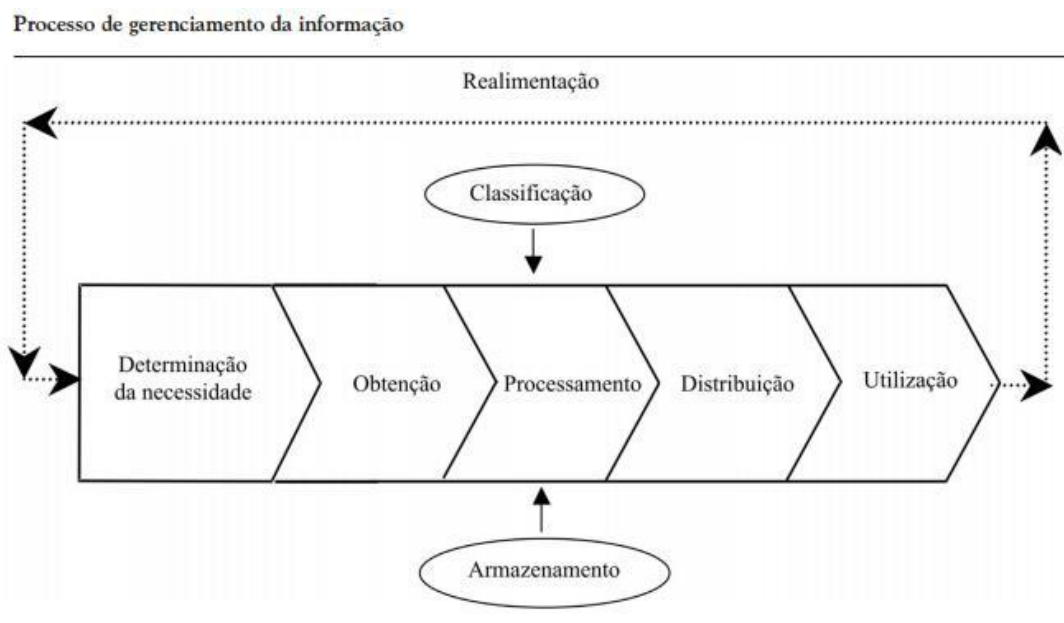 Processo de gerenciamento da informação
Realimentação
Classificação
Determinação
da necessidade
Obtenção
Processamento
Distribuição
Utilização
Armazenamento